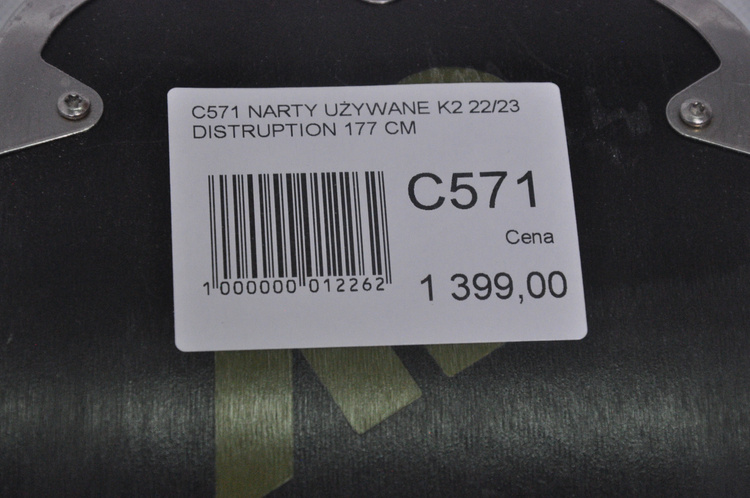 C571 NARTY UŻYWANE K2 22/23
DISTRUPTION 177 CM
C571
Cena
1 399,00
1 000000 012262